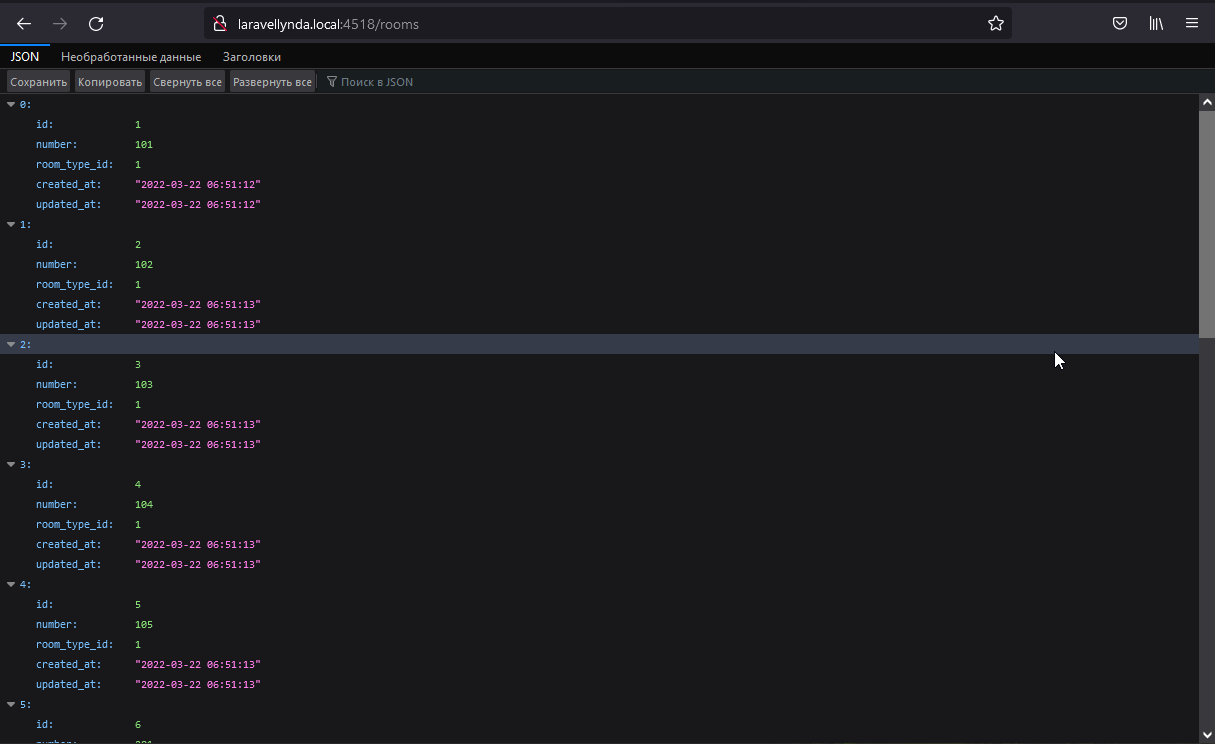 laravellynda.local:4518/rooms
JSON Необработанные данные Заголовки
Сохранить Копировать Свернуть все Развернуть все Поиск в JSON
0:
id: 1
number: 101
room_type_id: 1
created_at: "2022-03-22 06:51:12"
updated_at: "2022-03-22 06:51:12"
1:
id: 2
number: 102
room_type_id: 1
created_at: "2022-03-22 06:51:13"
updated_at: "2022-03-22 06:51:13"
2:
id: 3
number: 103
room_type_id: 1
created_at: "2022-03-22 06:51:13"
updated_at: "2022-03-22 06:51:13"
3:
id: 4
number: 104
room_type_id: 1
created_at: "2022-03-22 06:51:13"
updated_at: "2022-03-22 06:51:13"
4:
id: 5
number: 105
room_type_id: 1
created_at: "2022-03-22 06:51:13"
updated_at: "2022-03-22 06:51:13"
5:
id: 6